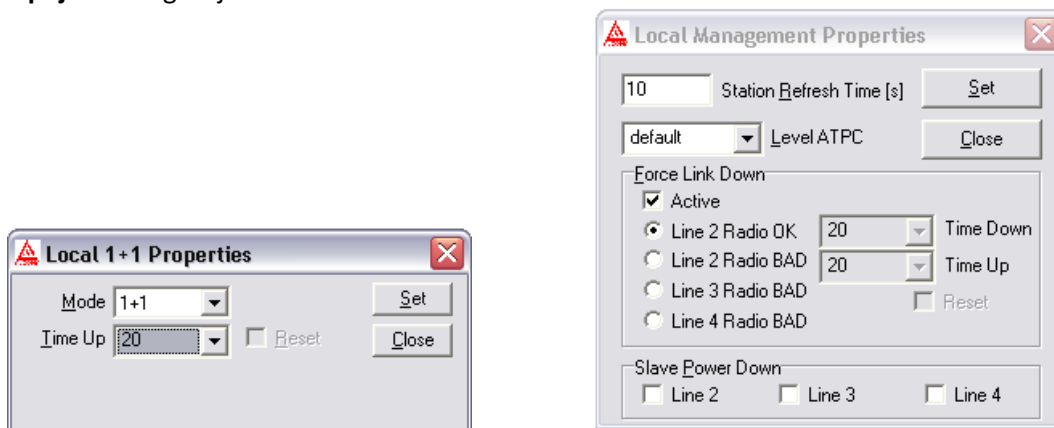 Local 1+1 Properties
Mode 1+1 Set
Time Up 20 Reset Close
Local Management Properties
10 Station Refresh Time [s] Set
default Level ATPC Close
Force Link Down
Active
Line 2 Radio OK 20 Time Down
Line 2 Radio BAD 20 Time Up
Line 3 Radio BAD Reset
Line 4 Radio BAD
Slave Power Down
Line 2 Line 3 Line 4